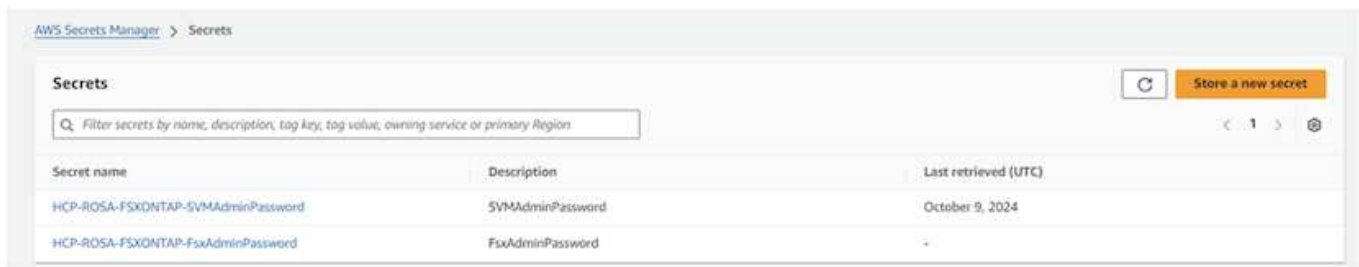 AWS Secrets Manager > Secrets
Secrets
Store a new secret
Filter secrets by name, description, tag key, tag value, owning service or primary Region
< 1 >
Secret name Description Last retrieved (UTC)
HCP-ROSA-FSXONTAP-SVMAdminPassword SVMAdminPassword October 9, 2024
HCP-ROSA-FSXONTAP-FsxAdminPassword FsxAdminPassword -